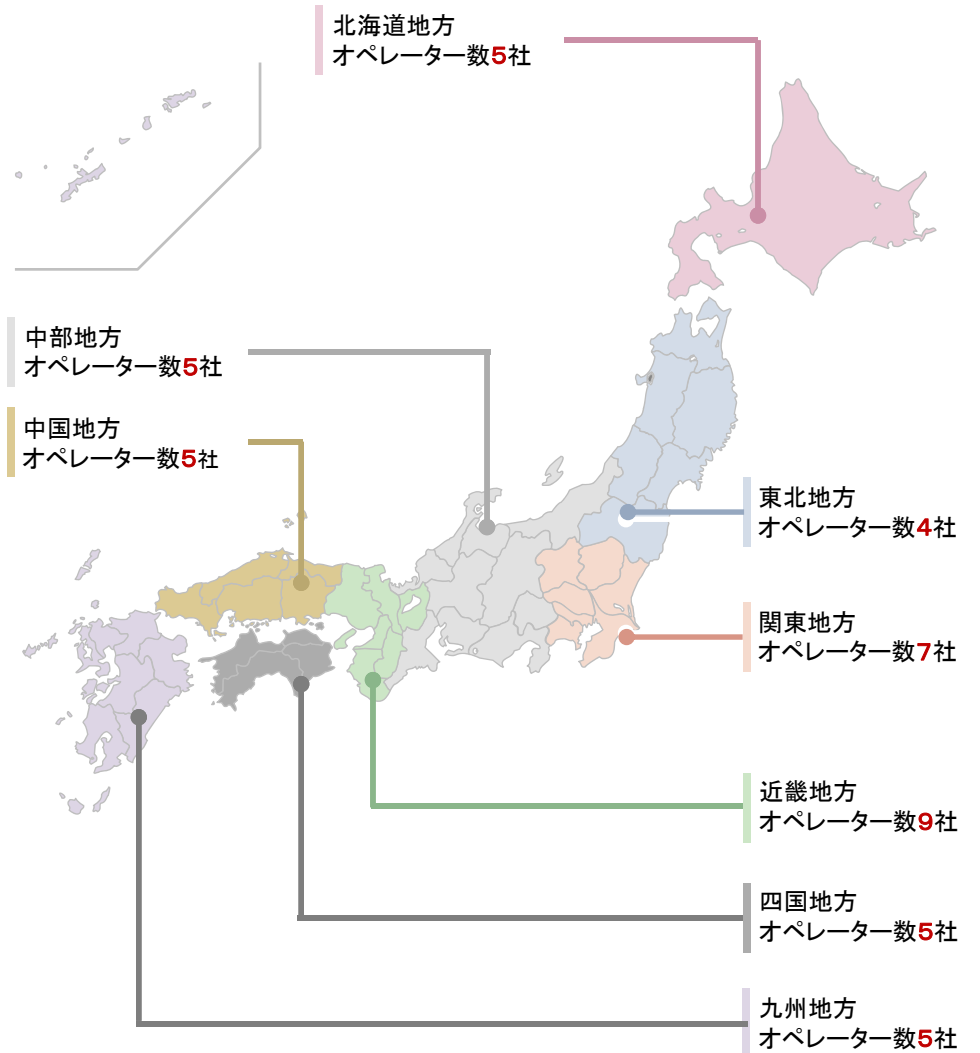 北海道地方
オペレーター数5社
中部地方
オペレーター数5社
中国地方
オペレーター数5社
東北地方
オペレーター数4社
関東地方
オペレーター数7社
近畿地方
オペレーター数9社
四国地方
オペレーター数5社
九州地方
オペレーター数5社